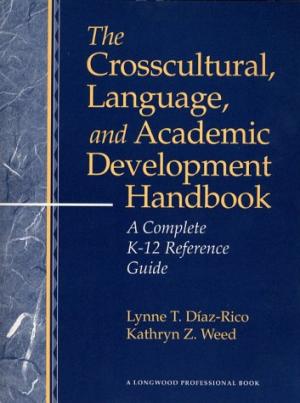 The
Crosscultural,
Language,
and Academic
Development
Handbook
A Complete
K-12 Reference
Guide
Lynne T. Díaz-Rico
Kathryn Z. Weed
A LONGWOOD PROFESSIONAL BOOK